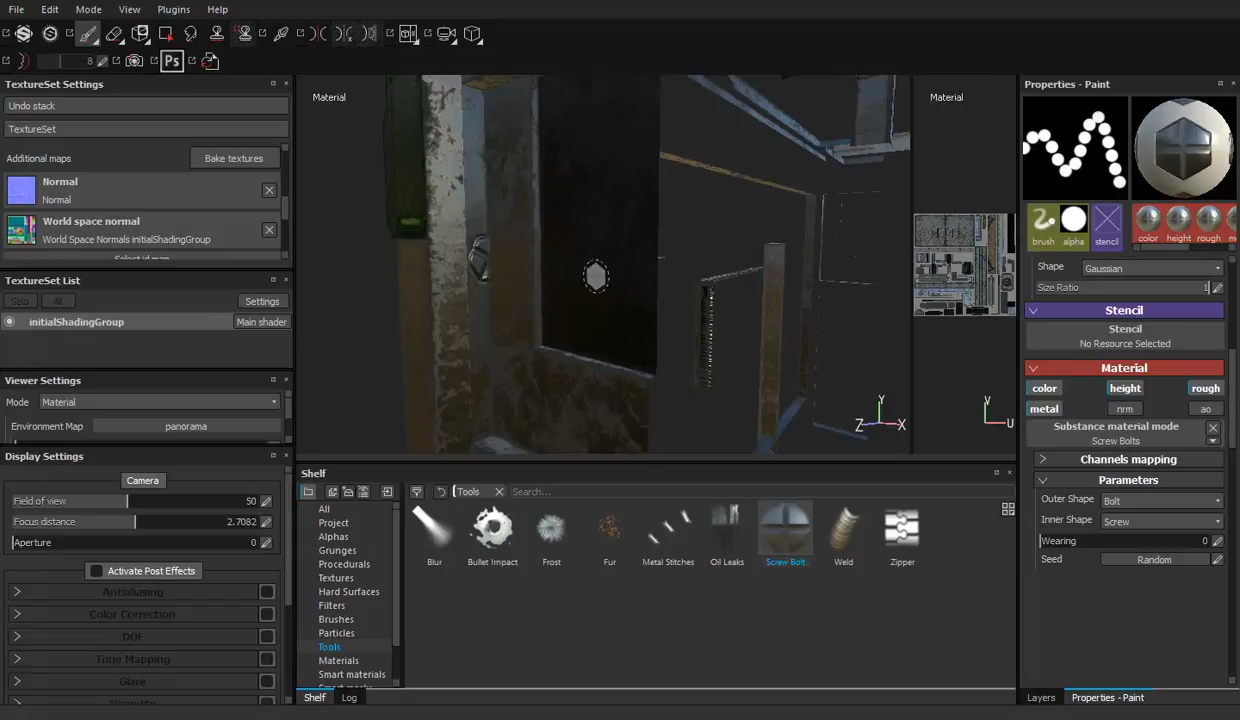 File Edit Mode View Plugins Help
8 Ps
TextureSet Settings
Undo stack
TextureSet
Additional maps Bake textures
Normal
Normal
World space normal
World Space Normals initialShadingGroup
Select id map
TextureSet List
Solo All Settings
initialShadingGroup Main shader
Viewer Settings
Mode Material
Environment Map panorama
Display Settings
Camera
Field of view 50
Focus distance 2.7082
Aperture 0
Activate Post Effects
Antialiasing
Color Correction
DOF
Tone Mapping
Glare
Vignette
Material
Y
Z X
Material
V
U
Shelf
Tools Search...
All
Project
Alphas
Grunges
Procedurals
Textures
Hard Surfaces
Filters
Brushes
Particles
Tools
Materials
Smart materials
Smart masks
Blur Bullet Impact Frost Fur Metal Stitches Oil Leaks Screw Bolt Weld Zipper
Shelf Log
Properties - Paint
brush alpha stencil color height rough
Shape Gaussian
Size Ratio 1
Stencil
Stencil
No Resource Selected
Material
color height rough
metal nrm ao
Substance material mode
Screw Bolts
Channels mapping
Parameters
Outer Shape Bolt
Inner Shape Screw
Wearing 0
Seed Random
Layers Properties - Paint